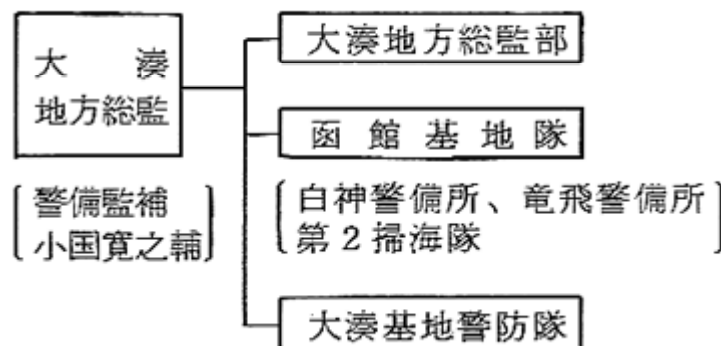 大湊
地方総監
〔警備監補
小国寛之輔〕
大湊地方総監部
函館基地隊
〔白神警備所、竜飛警備所
第2掃海隊〕
大湊基地警防隊